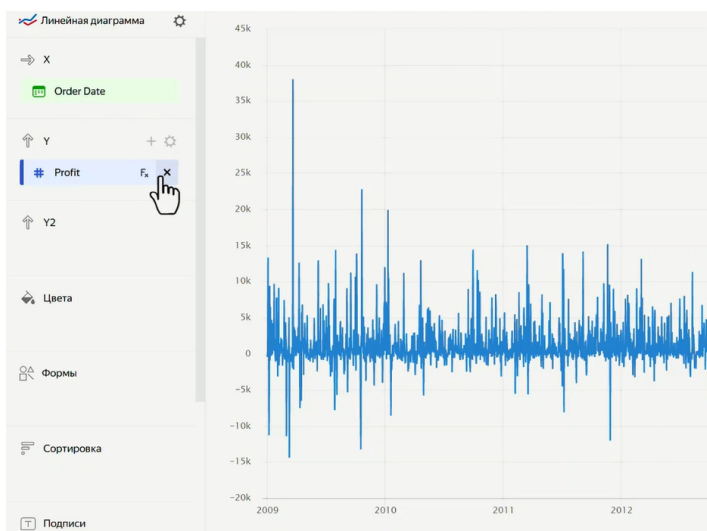 Линейная диаграмма
X
Order Date
Y
# Profit Fx ×
Y2
Цвета
Формы
Сортировка
T Подписи
45k
40k
35k
30k
25k
20k
15k
10k
5k
0
−5k
−10k
−15k
−20k
2009 2010 2011 2012